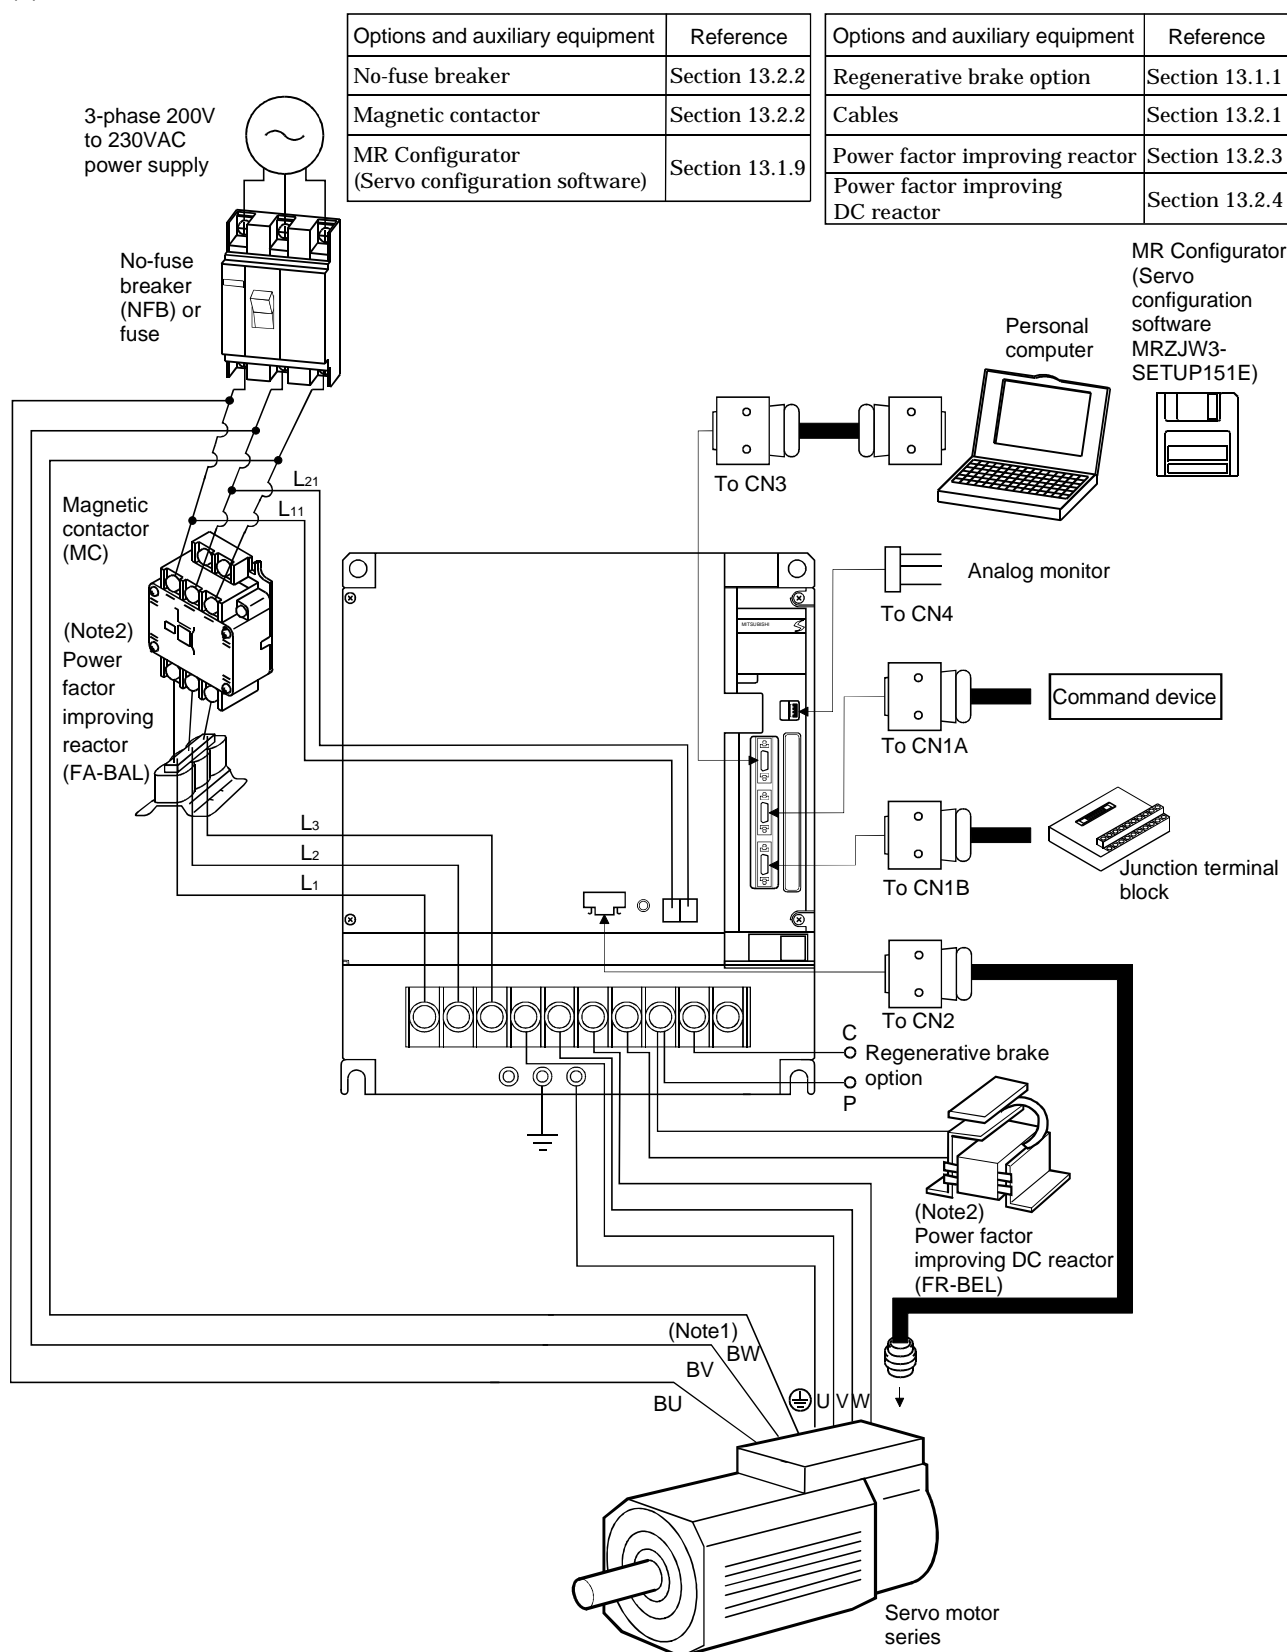 Options and auxiliary equipment Reference
No-fuse breaker Section 13.2.2
Magnetic contactor Section 13.2.2
MR Configurator
(Servo configuration software) Section 13.1.9
Options and auxiliary equipment Reference
Regenerative brake option Section 13.1.1
Cables Section 13.2.1
Power factor improving reactor Section 13.2.3
Power factor improving
DC reactor Section 13.2.4
3-phase 200V
to 230VAC
power supply
No-fuse
breaker
(NFB) or
fuse
MR Configurator
(Servo
configuration
software
MRZJW3-
SETUP151E)
Personal
computer
To CN3
L21
L11
Magnetic
contactor
(MC)
Analog monitor
To CN4
MITSUBISHI
(Note2)
Power
factor
improving
reactor
(FA-BAL)
Command device
To CN1A
L3
L2
L1
Junction terminal
block
To CN1B
To CN2
C
Regenerative brake
option
P
(Note2)
Power factor
improving DC reactor
(FR-BEL)
(Note1)
BW
BV
BU
U V W
Servo motor
series